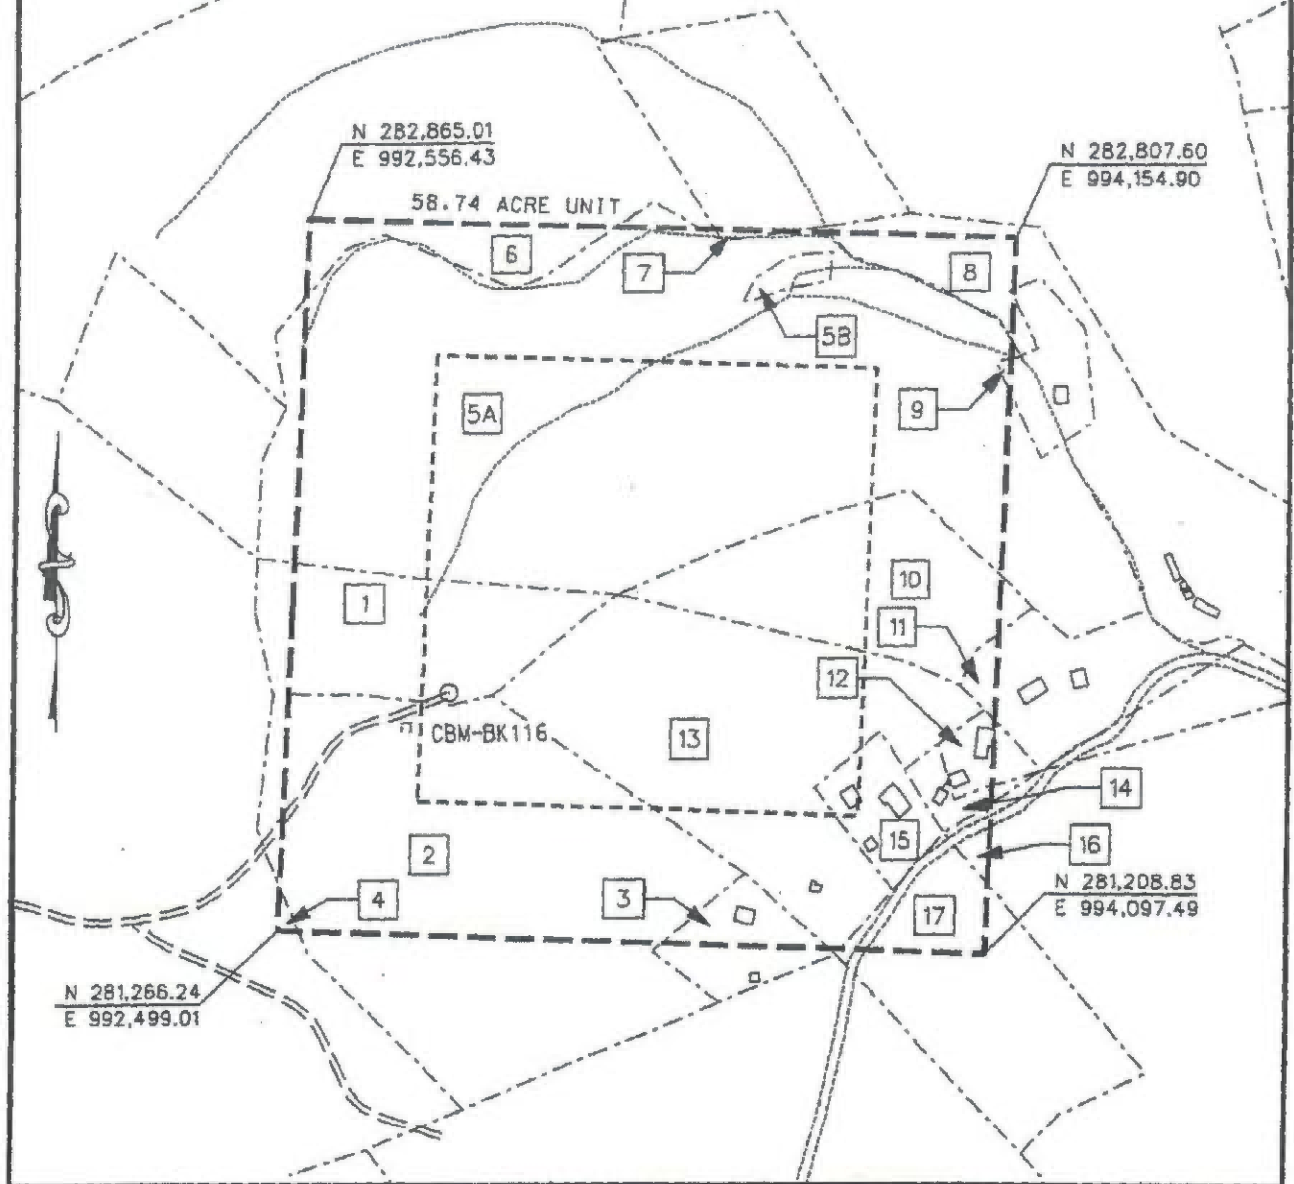 N 282,865.01
E 992,556.43
N 282,807.60
E 994,154.90
58.74 ACRE UNIT
6
7
8
5B
5A
9
1
10
11
12
CBM-BK116
13
14
15
16
2
3
4
17
N 281,208.83
E 994,097.49
N 281,266.24
E 992,499.01